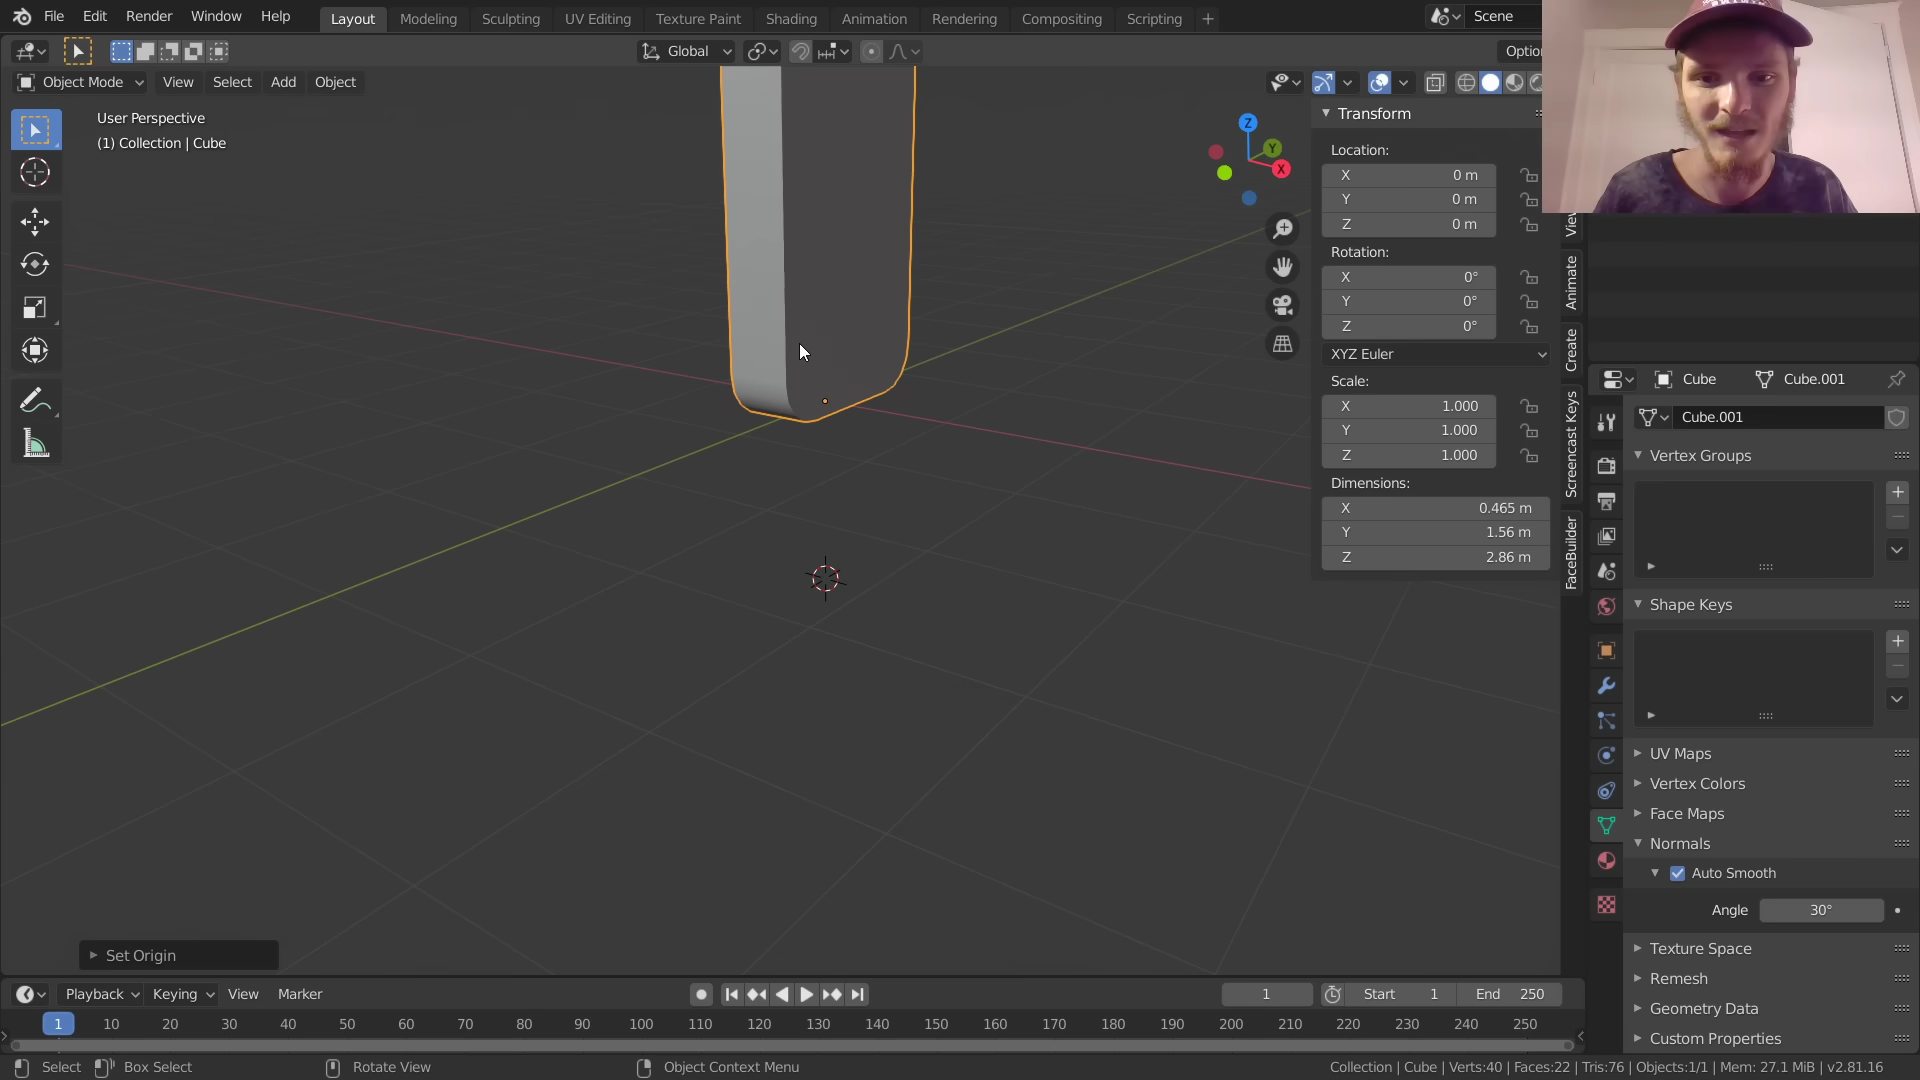 File Edit Render Window Help Layout Modeling Sculpting UV Editing Texture Paint Shading Animation Rendering Compositing Scripting + Scene
Global
Object Mode View Select Add Object
User Perspective
(1) Collection | Cube
Z
Y
X
Transform
Location:
X 0 m
Y 0 m
Z 0 m
Rotation:
X 0°
Y 0°
Z 0°
XYZ Euler
Scale:
X 1.000
Y 1.000
Z 1.000
Dimensions:
X 0.465 m
Y 1.56 m
Z 2.86 m
Animate
Create
Screencast Keys
FaceBuilder
Cube Cube.001
Cube.001
Vertex Groups
Shape Keys
UV Maps
Vertex Colors
Face Maps
Normals
Auto Smooth
Angle 30°
Texture Space
Remesh
Geometry Data
Custom Properties
Set Origin
Playback Keying View Marker 1 Start 1 End 250
1 10 20 30 40 50 60 70 80 90 100 110 120 130 140 150 160 170 180 190 200 210 220 230 240 250
Select Box Select Rotate View Object Context Menu Collection | Cube | Verts:40 | Faces:22 | Tris:76 | Objects:1/1 | Mem: 27.1 MiB | v2.81.16